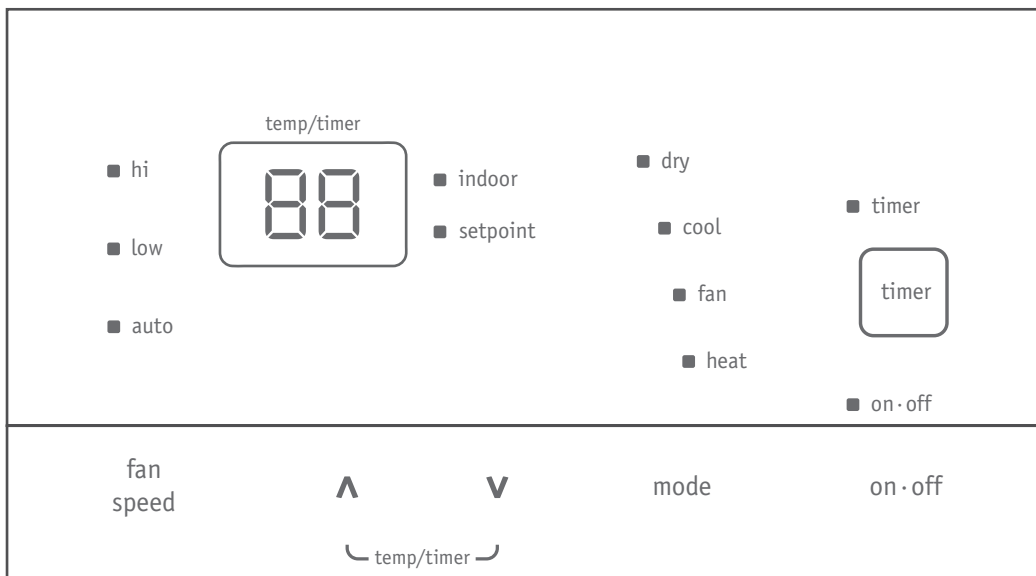 temp/timer
hi
88
indoor
dry
low
setpoint
cool
timer
auto
fan
timer
heat
on·off
fan
speed
∧
∨
mode
on·off
temp/timer